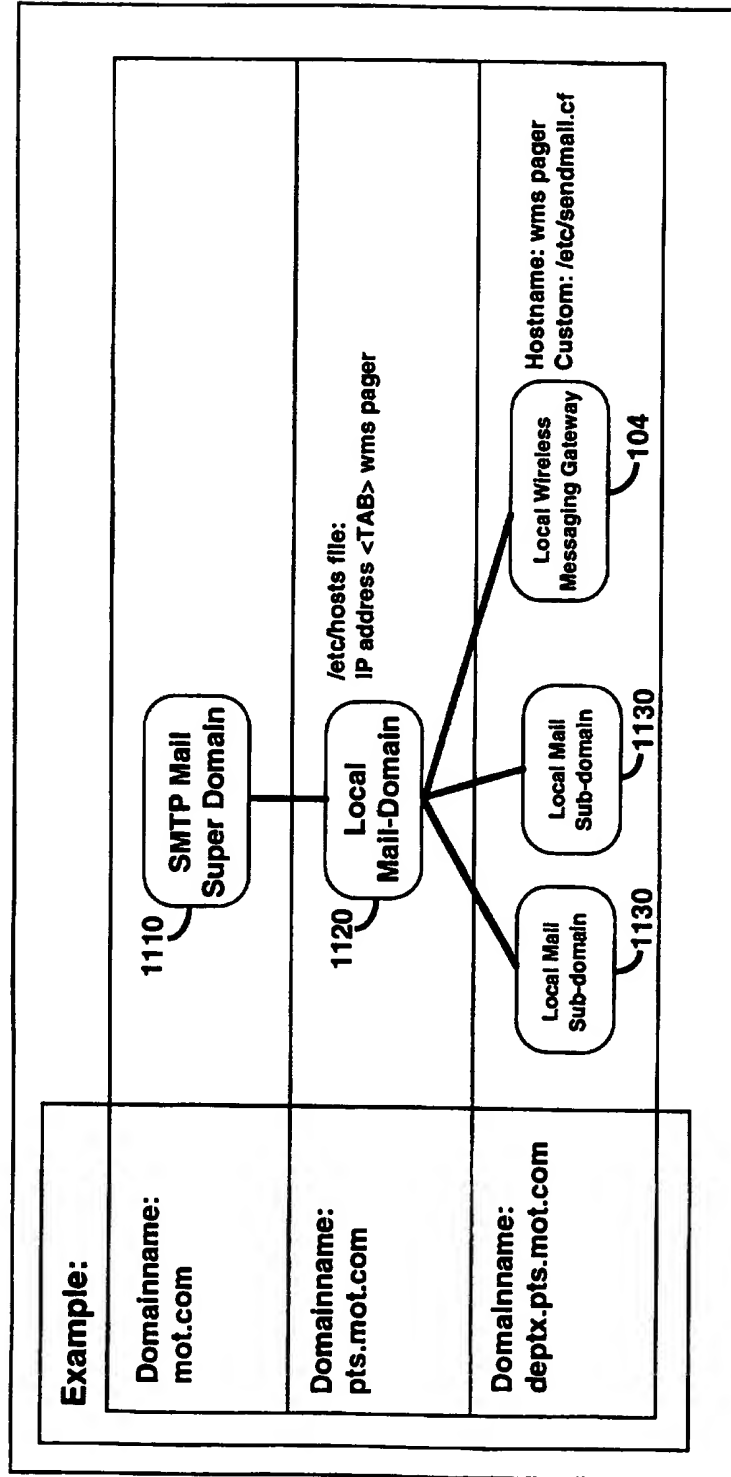 Example:
Domainname:
mot.com
SMTP Mail
Super Domain
1110
Domainname:
pts.mot.com
Local
Mail-Domain
1120
/etc/hosts file:
IP address <TAB> wms pager
Domainname:
deptx.pts.mot.com
Local Mail
Sub-domain
1130
Local Mail
Sub-domain
1130
Local Wireless
Messaging Gateway
104
Hostname: wms pager
Custom: /etc/sendmail.cf